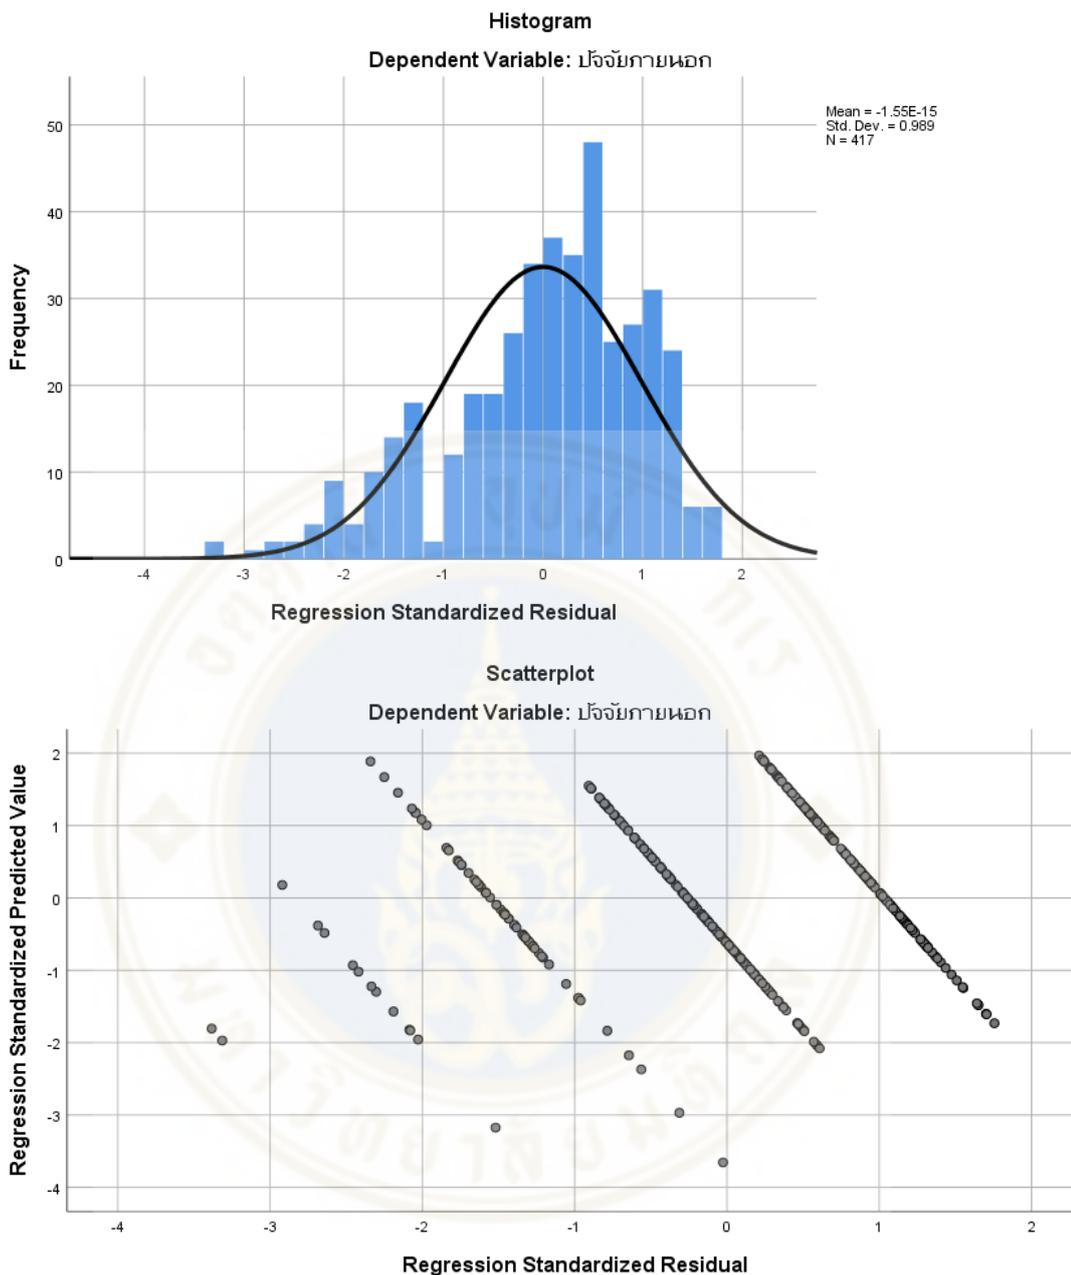 Histogram
Dependent Variable: ปัจจัยภายนอก
Mean = -1.55E-15
Std. Dev. = 0.989
N = 417
Frequency
50
40
30
20
10
0
-4 -3 -2 -1 0 1 2
Regression Standardized Residual
Scatterplot
Dependent Variable: ปัจจัยภายนอก
Regression Standardized Predicted Value
2
1
0
-1
-2
-3
-4
-4 -3 -2 -1 0 1 2
Regression Standardized Residual